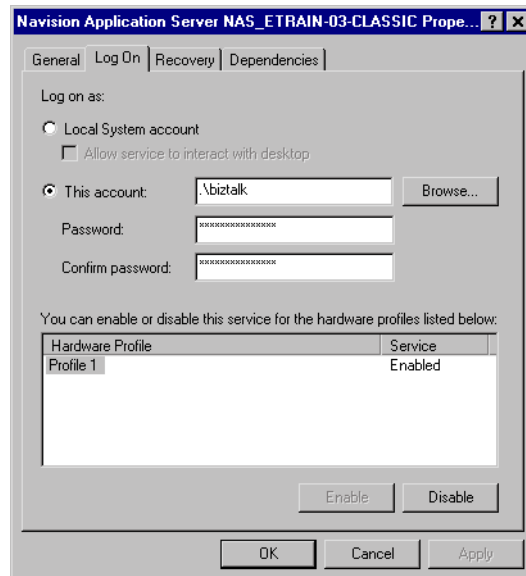 Navision Application Server NAS_ETRAIN-03-CLASSIC Prope...
General Log On Recovery Dependencies
Log on as:
Local System account
Allow service to interact with desktop
This account: .\biztalk Browse...
Password: ***************
Confirm password: ***************
You can enable or disable this service for the hardware profiles listed below:
Hardware Profile Service
Profile 1 Enabled
Enable Disable
OK Cancel Apply